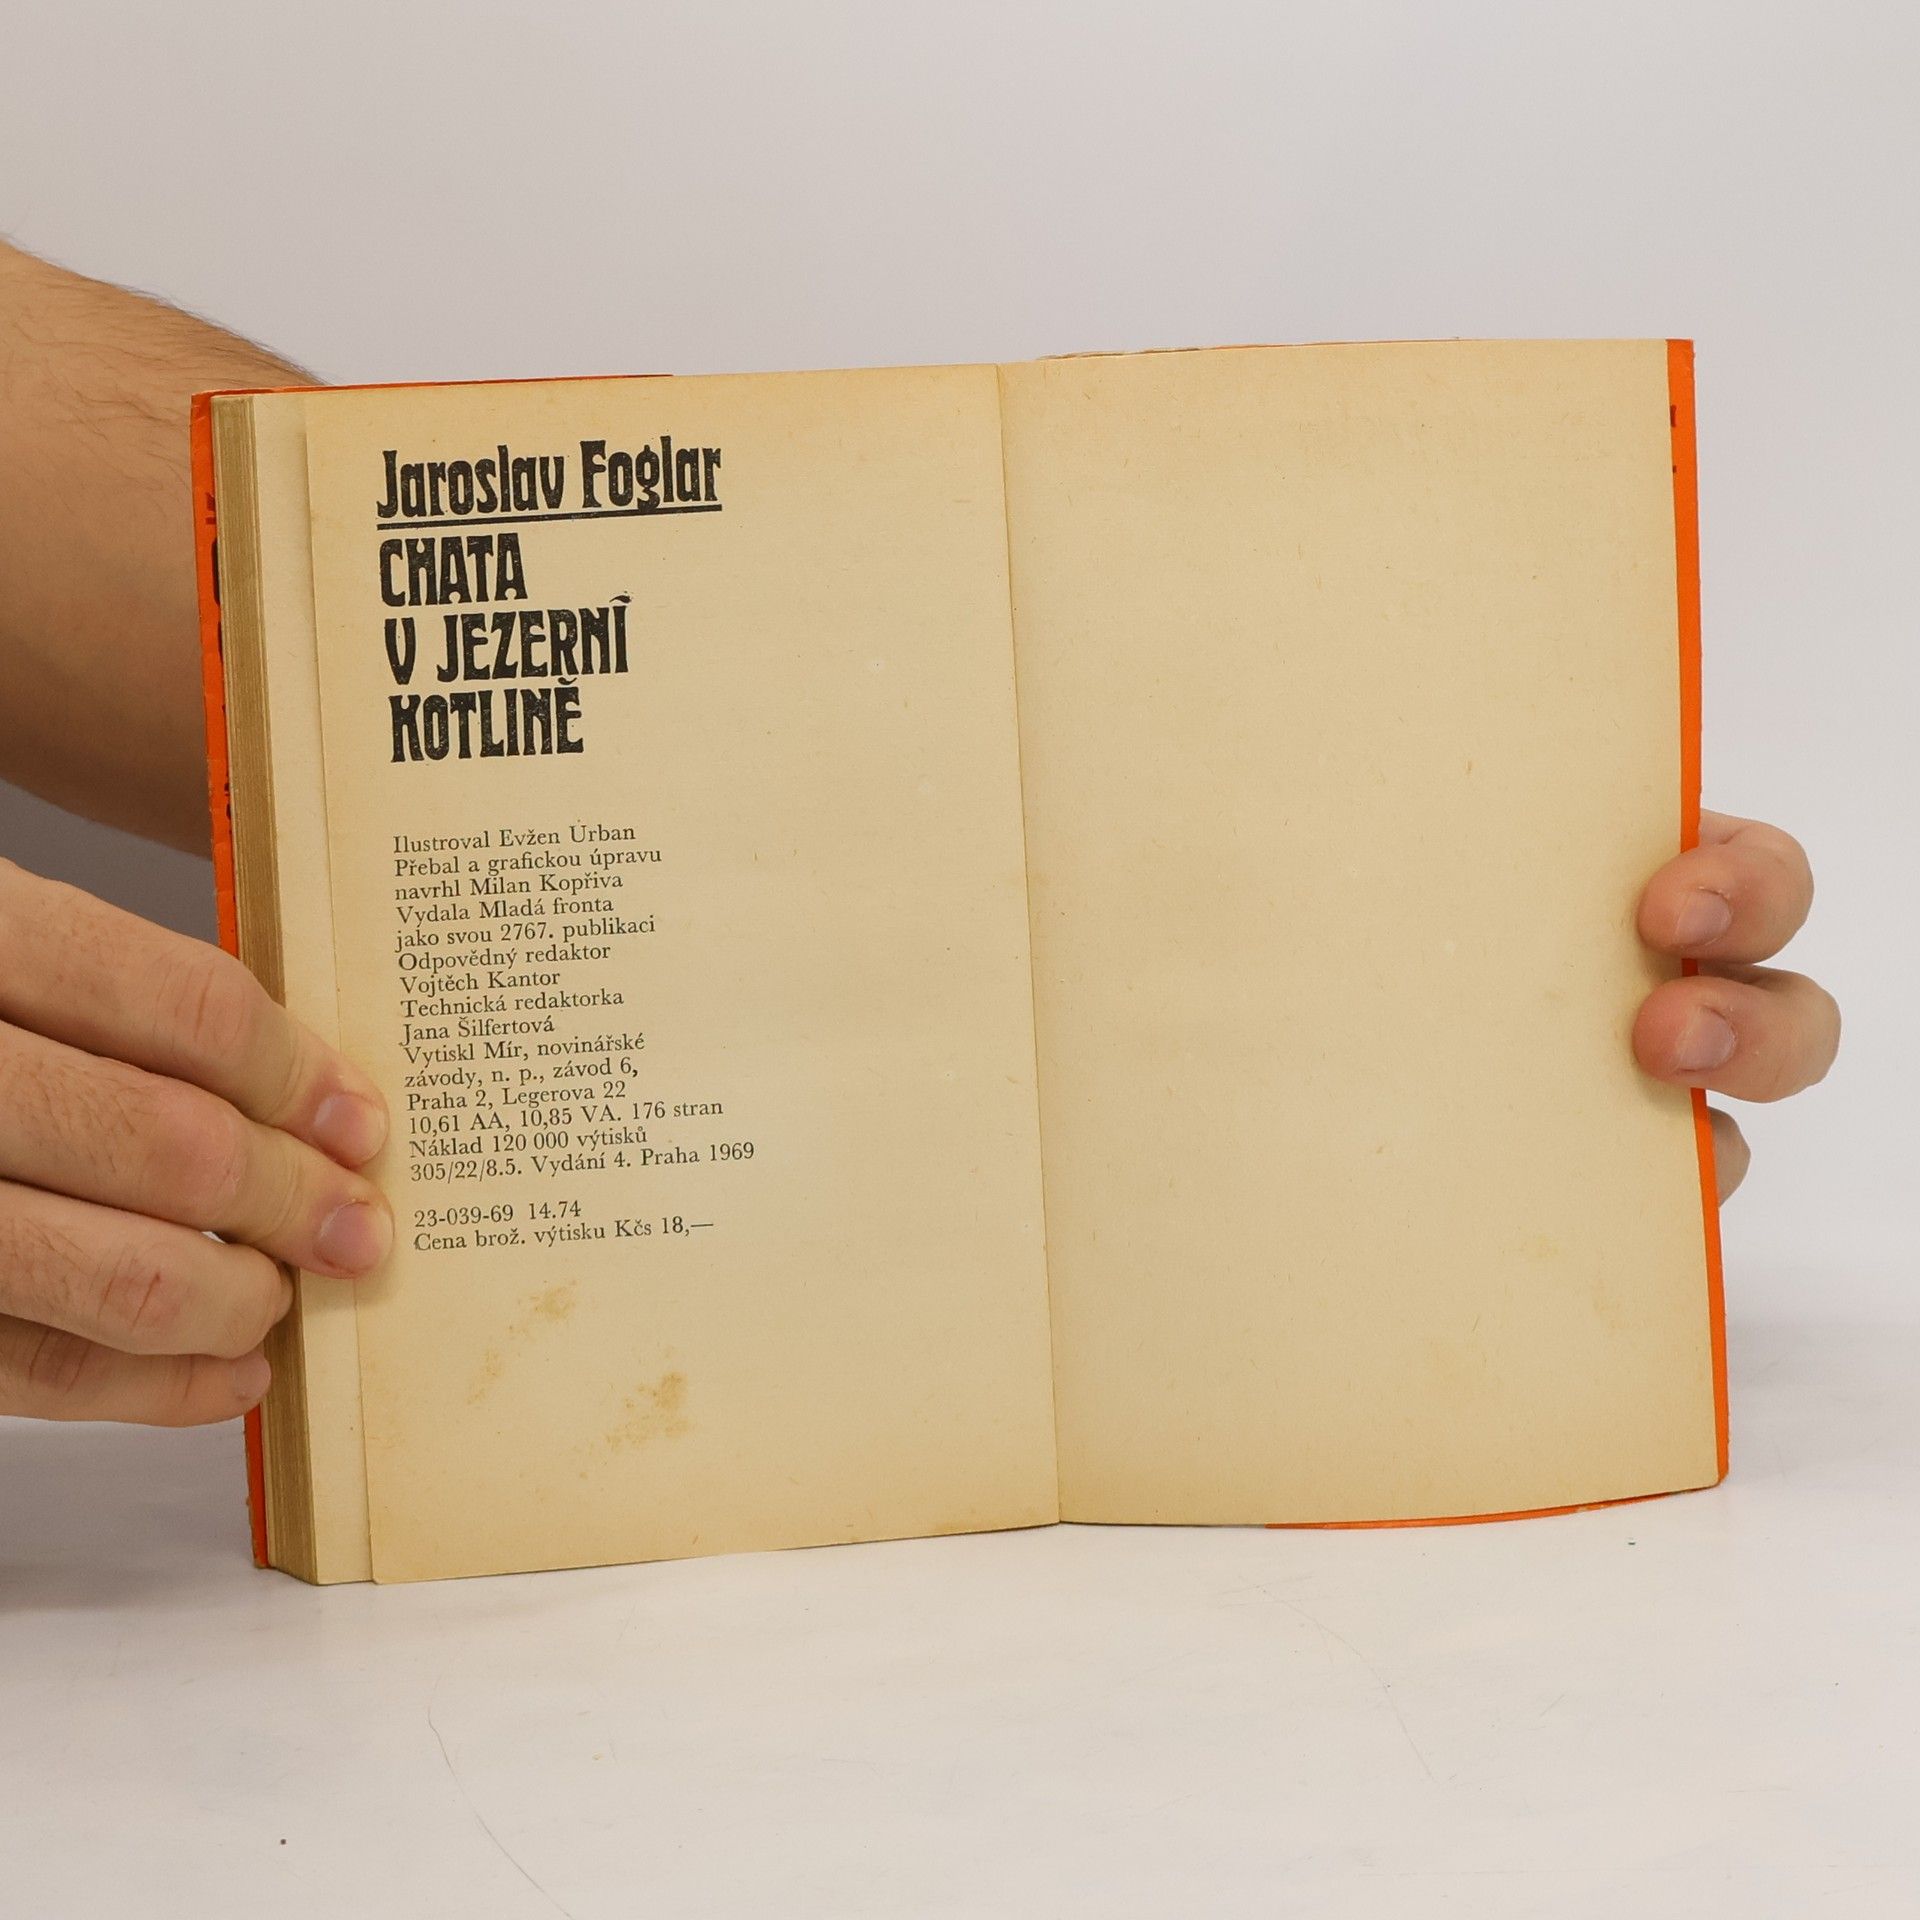 Jaroslav Foglar
CHATA
V JEZERNÍ
KOTLINĚ
Ilustroval Evžen Urban
Přebal a grafickou úpravu
navrhl Milan Kopřiva
Vydala Mladá fronta
jako svou 2767. publikaci
Odpovědný redaktor
Vojtěch Kantor
Technická redaktorka
Jana Šilfertová
Vytiskl Mír, novinářské
závody, n. p., závod 6,
Praha 2, Legerova 22
10,61 AA, 10,85 VA. 176 stran
Náklad 120 000 výtisků
305/22/8.5. Vydání 4. Praha 1969
23-039-69 14.74
Cena brož. výtisku Kčs 18,—